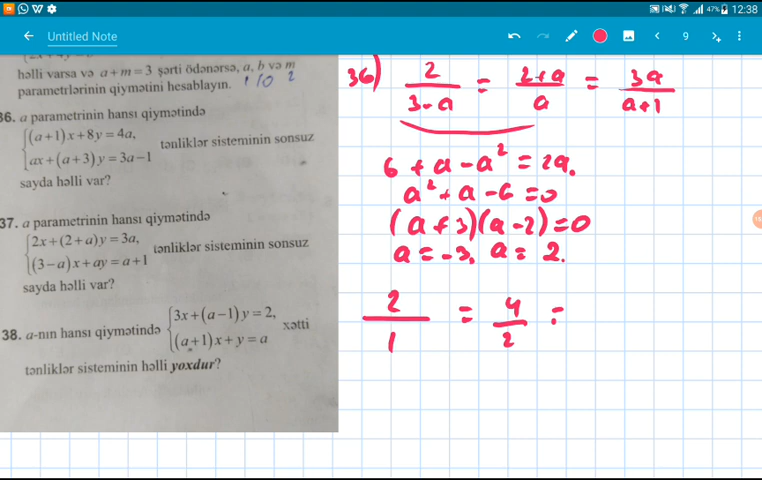 47% 12:38
Undated Note
9
həlli varsa və a+m=3 şərti ödənərsə, a, b və m
parametrlərinin qiymətini hesablayın. 1 10 2
36. a parametrinin hansı qiymətində
(a+1)x+8y=4a,
ax+(a+3)y=3a−1
tənliklər sisteminin sonsuz
sayda həlli var?
37. a parametrinin hansı qiymətində
2x+(2+a)y=3a,
(3−a)x+ay=a+1
tənliklər sisteminin sonsuz
sayda həlli var?
38. a-nın hansı qiymətində
3x+(a−1)y=2,
(a+1)x+y=a
xətti
tənliklər sisteminin həlli yoxdur?
36) 2/(3-a) = (2+a)/a = 3a/(a+1)
6+a-a²=2a.
a²+a-6=0
(a+3)(a-2)=0
a=-3, a=2.
2/1 = 4/2 =